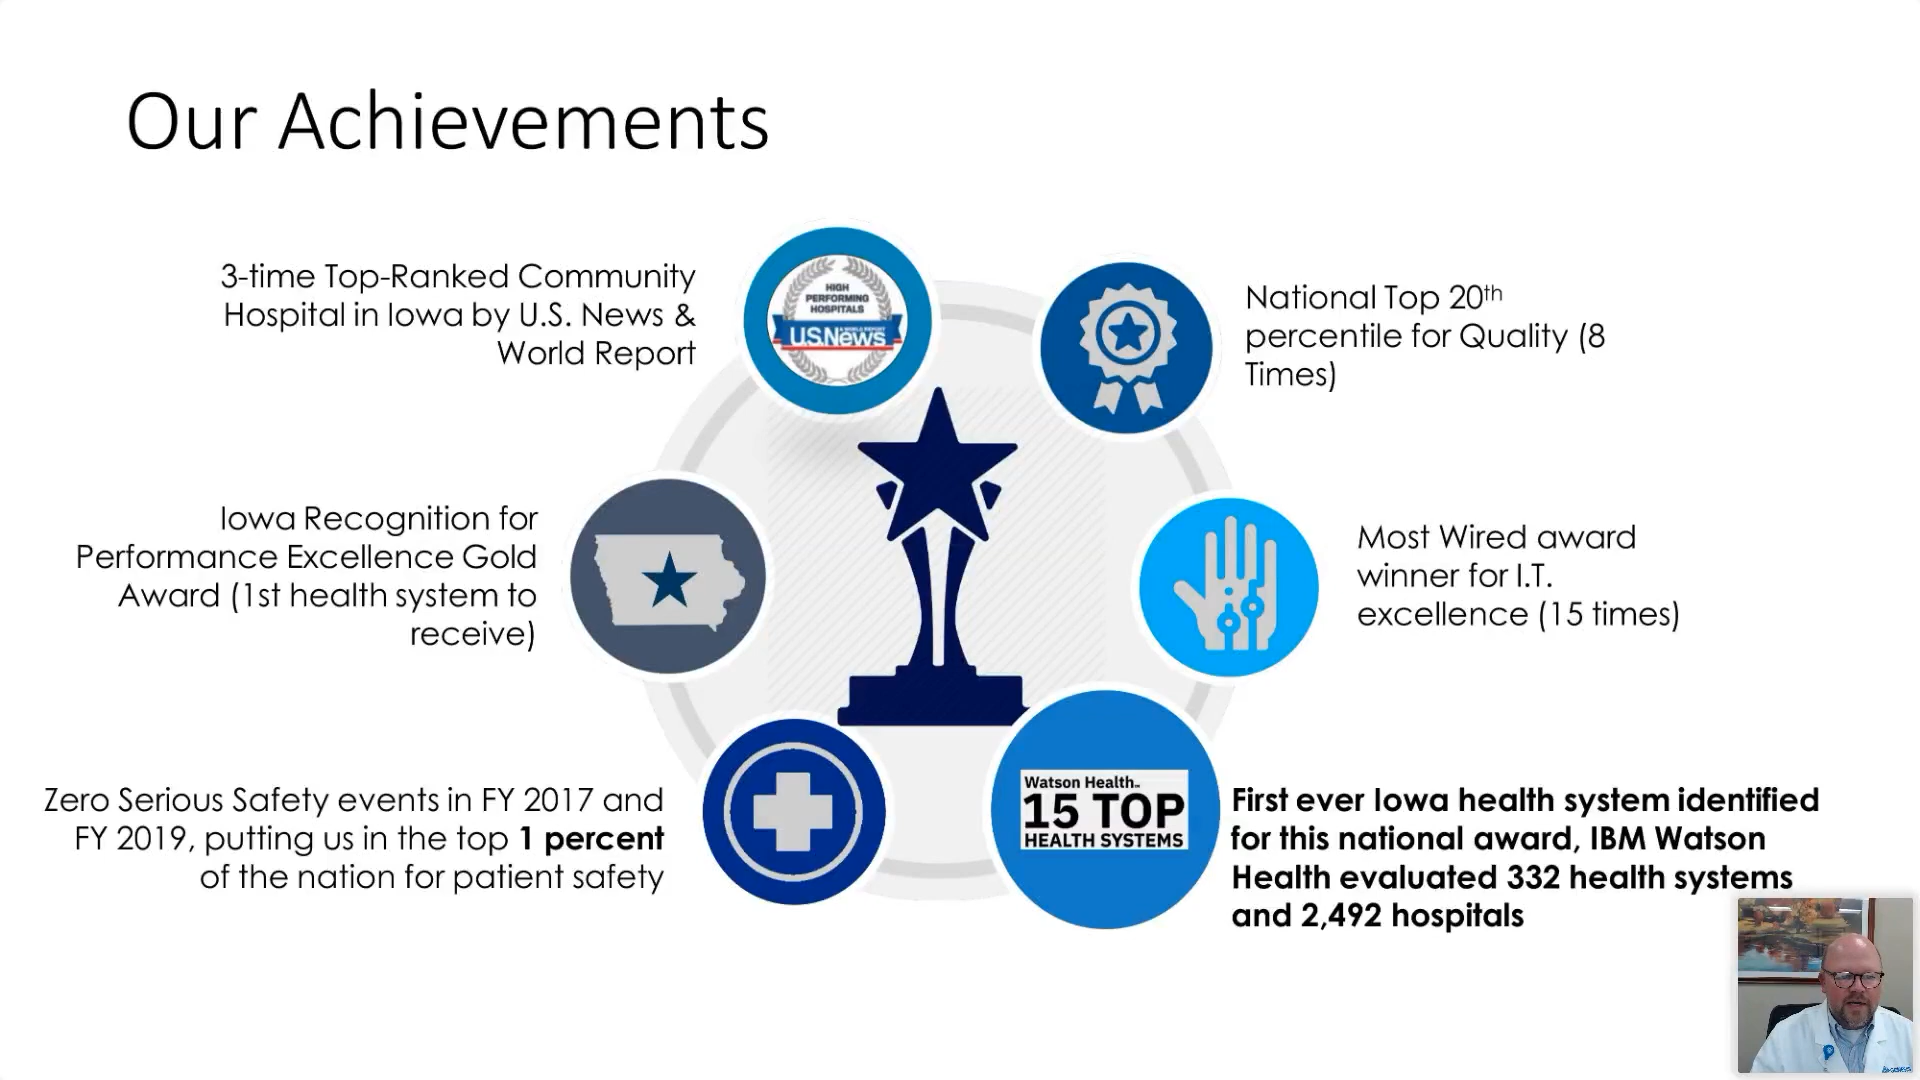 Our Achievements
3-time Top-Ranked Community
Hospital in Iowa by U.S. News &
World Report
HIGH
PERFORMING
HOSPITALS
U.S.News
& WORLD REPORT
National Top 20th
percentile for Quality (8
Times)
Iowa Recognition for
Performance Excellence Gold
Award (1st health system to
receive)
Most Wired award
winner for I.T.
excellence (15 times)
Zero Serious Safety events in FY 2017 and
FY 2019, putting us in the top 1 percent
of the nation for patient safety
Watson Health™
15 TOP
HEALTH SYSTEMS
First ever Iowa health system identified
for this national award, IBM Watson
Health evaluated 332 health systems
and 2,492 hospitals